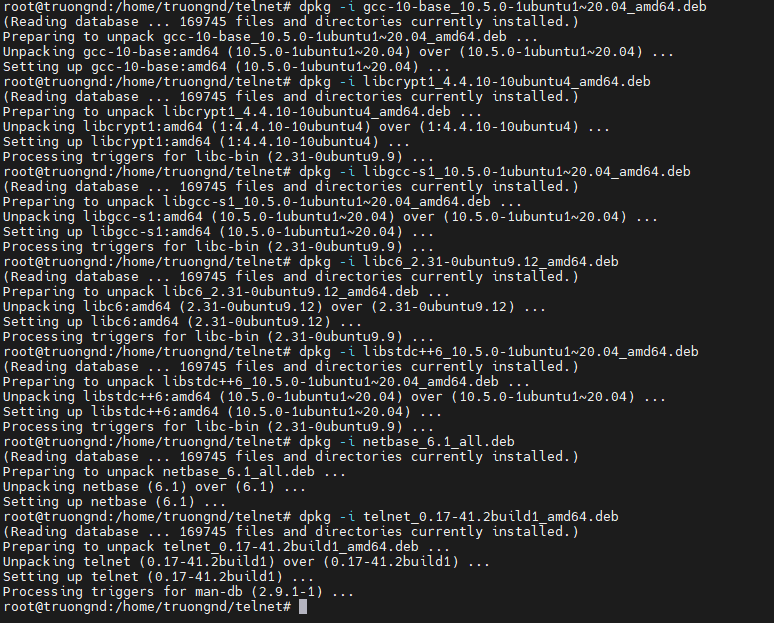 root@truongnd:/home/truongnd/telnet# dpkg -i gcc-10-base_10.5.0-1ubuntu1~20.04_amd64.deb
(Reading database ... 169745 files and directories currently installed.)
Preparing to unpack gcc-10-base_10.5.0-1ubuntu1~20.04_amd64.deb ...
Unpacking gcc-10-base:amd64 (10.5.0-1ubuntu1~20.04) over (10.5.0-1ubuntu1~20.04) ...
Setting up gcc-10-base:amd64 (10.5.0-1ubuntu1~20.04) ...
root@truongnd:/home/truongnd/telnet# dpkg -i libcrypt1_4.4.10-10ubuntu4_amd64.deb
(Reading database ... 169745 files and directories currently installed.)
Preparing to unpack libcrypt1_4.4.10-10ubuntu4_amd64.deb ...
Unpacking libcrypt1:amd64 (1:4.4.10-10ubuntu4) over (1:4.4.10-10ubuntu4) ...
Setting up libcrypt1:amd64 (1:4.4.10-10ubuntu4) ...
Processing triggers for libc-bin (2.31-0ubuntu9.9) ...
root@truongnd:/home/truongnd/telnet# dpkg -i libgcc-s1_10.5.0-1ubuntu1~20.04_amd64.deb
(Reading database ... 169745 files and directories currently installed.)
Preparing to unpack libgcc-s1_10.5.0-1ubuntu1~20.04_amd64.deb ...
Unpacking libgcc-s1:amd64 (10.5.0-1ubuntu1~20.04) over (10.5.0-1ubuntu1~20.04) ...
Setting up libgcc-s1:amd64 (10.5.0-1ubuntu1~20.04) ...
Processing triggers for libc-bin (2.31-0ubuntu9.9) ...
root@truongnd:/home/truongnd/telnet# dpkg -i libc6_2.31-0ubuntu9.12_amd64.deb
(Reading database ... 169745 files and directories currently installed.)
Preparing to unpack libc6_2.31-0ubuntu9.12_amd64.deb ...
Unpacking libc6:amd64 (2.31-0ubuntu9.12) over (2.31-0ubuntu9.12) ...
Setting up libc6:amd64 (2.31-0ubuntu9.12) ...
Processing triggers for libc-bin (2.31-0ubuntu9.9) ...
root@truongnd:/home/truongnd/telnet# dpkg -i libstdc++6_10.5.0-1ubuntu1~20.04_amd64.deb
(Reading database ... 169745 files and directories currently installed.)
Preparing to unpack libstdc++6_10.5.0-1ubuntu1~20.04_amd64.deb ...
Unpacking libstdc++6:amd64 (10.5.0-1ubuntu1~20.04) over (10.5.0-1ubuntu1~20.04) ...
Setting up libstdc++6:amd64 (10.5.0-1ubuntu1~20.04) ...
Processing triggers for libc-bin (2.31-0ubuntu9.9) ...
root@truongnd:/home/truongnd/telnet# dpkg -i netbase_6.1_all.deb
(Reading database ... 169745 files and directories currently installed.)
Preparing to unpack netbase_6.1_all.deb ...
Unpacking netbase (6.1) over (6.1) ...
Setting up netbase (6.1) ...
root@truongnd:/home/truongnd/telnet# dpkg -i telnet_0.17-41.2build1_amd64.deb
(Reading database ... 169745 files and directories currently installed.)
Preparing to unpack telnet_0.17-41.2build1_amd64.deb ...
Unpacking telnet (0.17-41.2build1) over (0.17-41.2build1) ...
Setting up telnet (0.17-41.2build1) ...
Processing triggers for man-db (2.9.1-1) ...
root@truongnd:/home/truongnd/telnet#